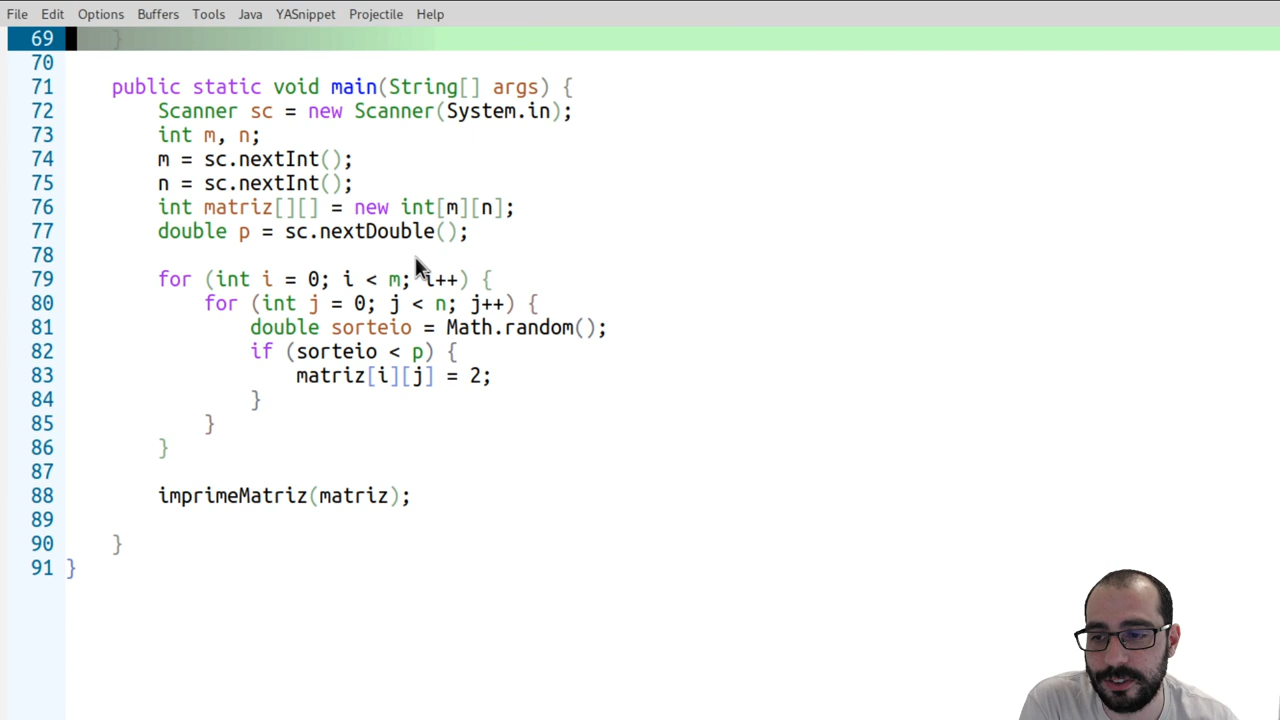 File Edit Options Buffers Tools Java YASnippet Projectile Help
69 }
70
71 public static void main(String[] args) {
72 Scanner sc = new Scanner(System.in);
73 int m, n;
74 m = sc.nextInt();
75 n = sc.nextInt();
76 int matriz[][] = new int[m][n];
77 double p = sc.nextDouble();
78
79 for (int i = 0; i < m; i++) {
80 for (int j = 0; j < n; j++) {
81 double sorteio = Math.random();
82 if (sorteio < p) {
83 matriz[i][j] = 2;
84 }
85 }
86 }
87
88 imprimeMatriz(matriz);
89
90 }
91 }